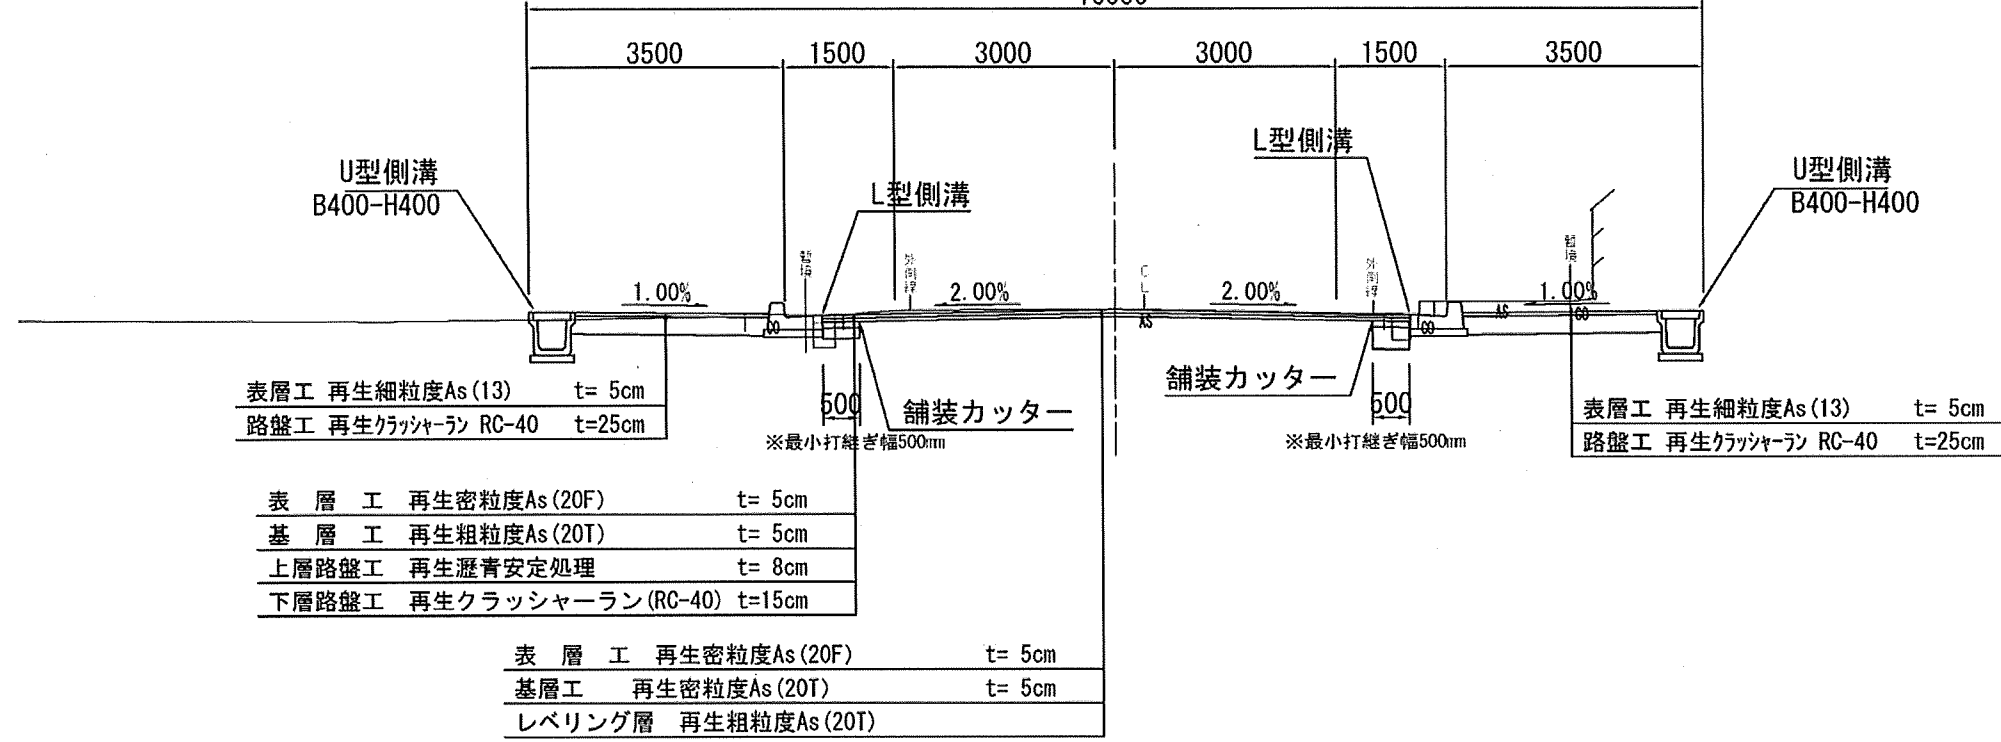 3500 1500 3000 3000 1500 3500
L型側溝
U型側溝
B400-H400
L型側溝
U型側溝
B400-H400
1.00% 2.00% 2.00% 1.00%
CO AS CO AS CO
舗装カッター
500 舗装カッター
500
※最小打継ぎ幅500mm
※最小打継ぎ幅500mm
表層工 再生細粒度As(13) t= 5cm
路盤工 再生クラッシャーラン RC-40 t=25cm
表層工 再生細粒度As(13) t= 5cm
路盤工 再生クラッシャーラン RC-40 t=25cm
表 層 工 再生密粒度As(20F) t= 5cm
基 層 工 再生粗粒度As(20T) t= 5cm
上層路盤工 再生瀝青安定処理 t= 8cm
下層路盤工 再生クラッシャーラン(RC-40) t=15cm
表 層 工 再生密粒度As(20F) t= 5cm
基層工 再生密粒度As(20T) t= 5cm
レベリング層 再生粗粒度As(20T)